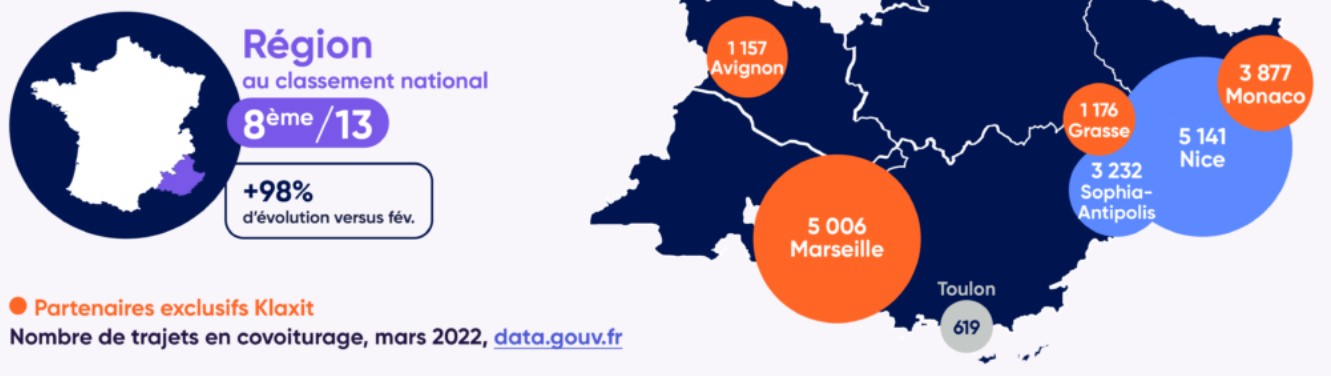 Région
au classement national
8ème/13
+98%
d'évolution versus fév.
Partenaires exclusifs Klaxit
Nombre de trajets en covoiturage, mars 2022, data.gouv.fr
1 157
Avignon
5 006
Marseille
Toulon
619
1 176
Grasse
3 232
Sophia-
Antipolis
5 141
Nice
3 877
Monaco